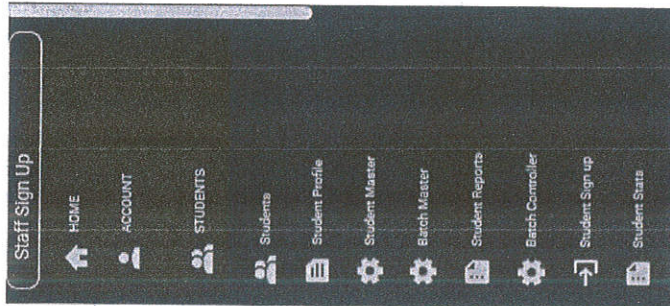 Staff Sign Up
HOME
ACCOUNT
STUDENTS
Students
Student Profile
Student Master
Batch Master
Student Reports
Batch Controller
Student Sign up
Student Stats